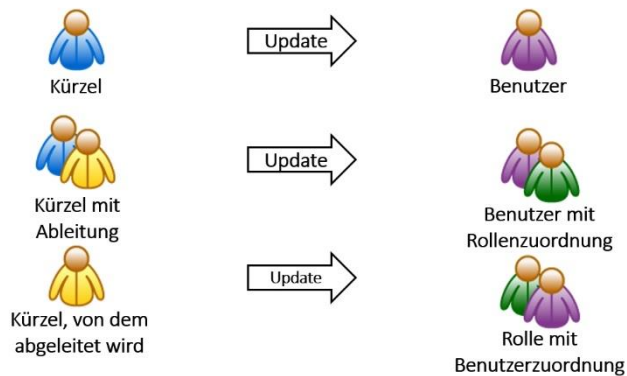 Update
Kürzel
Benutzer
Update
Kürzel mit
Ableitung
Benutzer mit
Rollenzuordnung
Update
Kürzel, von dem
abgeleitet wird
Rolle mit
Benutzerzuordnung